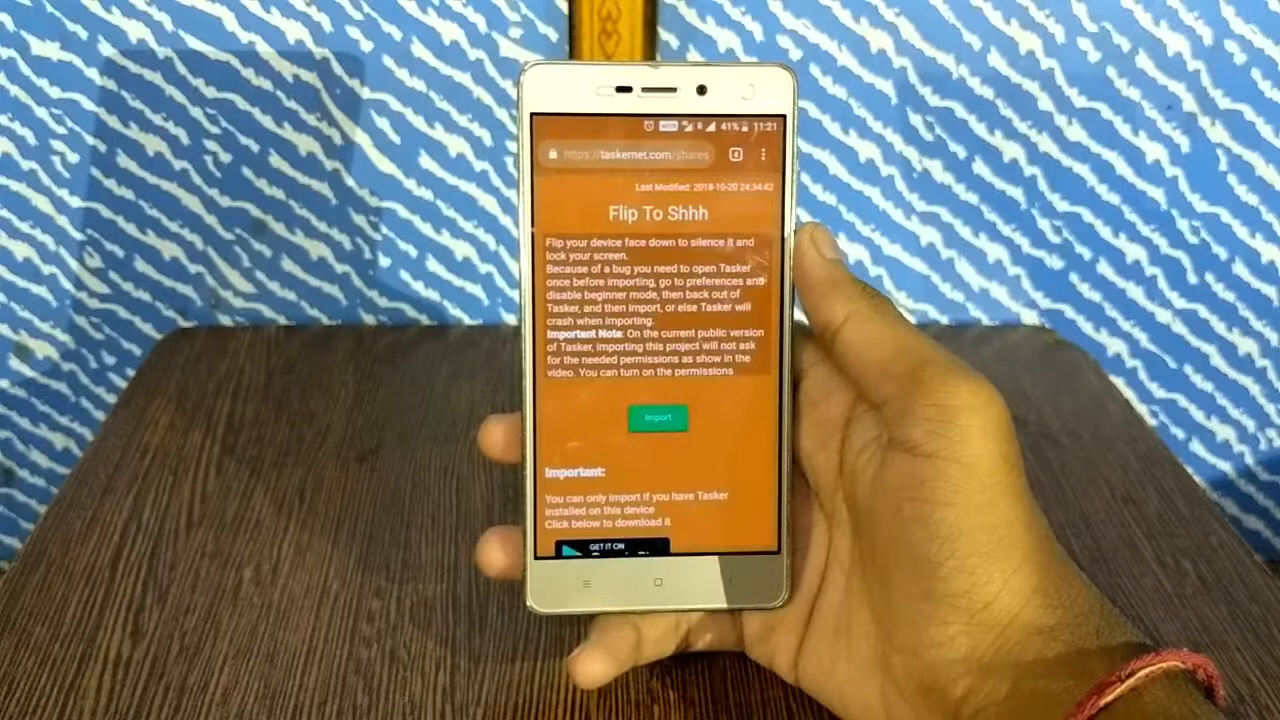 41% 11:21
https://taskernet.com/shares
Last Modified: 2018-10-20 24:34:42
Flip To Shhh
Flip your device face down to silence it and
lock your screen.
Because of a bug you need to open Tasker
once before importing, go to preferences and
disable beginner mode, then back out of
Tasker, and then import, or else Tasker will
crash when importing.
Important Note: On the current public version
of Tasker, importing this project will not ask
for the needed permissions as show in the
video. You can turn on the permissions
Import
Important:
You can only import if you have Tasker
installed on this device
Click below to download it
GET IT ON